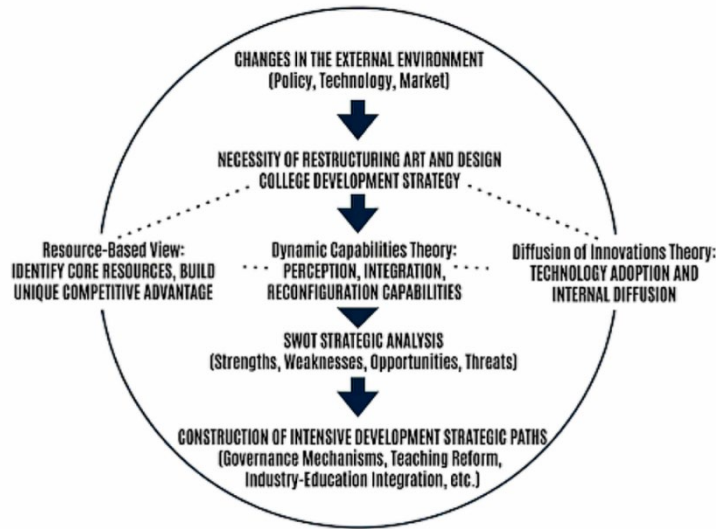 CHANGES IN THE EXTERNAL ENVIRONMENT
(Policy, Technology, Market)
NECESSITY OF RESTRUCTURING ART AND DESIGN
COLLEGE DEVELOPMENT STRATEGY
Resource-Based View:
IDENTIFY CORE RESOURCES, BUILD
UNIQUE COMPETITIVE ADVANTAGE
Dynamic Capabilities Theory:
PERCEPTION, INTEGRATION,
RECONFIGURATION CAPABILITIES
Diffusion of Innovations Theory:
TECHNOLOGY ADOPTION AND
INTERNAL DIFFUSION
SWOT STRATEGIC ANALYSIS
(Strengths, Weaknesses, Opportunities, Threats)
CONSTRUCTION OF INTENSIVE DEVELOPMENT STRATEGIC PATHS
(Governance Mechanisms, Teaching Reform,
Industry-Education Integration, etc.)